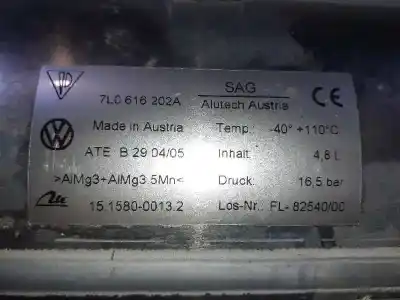 7L0 616 202A
SAG
Alutech Austria
CE
Made in Austria
Temp.: -40° +110°C
ATE B 29 04/05
Inhalt: 4,8 L
>AlMg3+AlMg3.5Mn<
Druck: 16,5 bar
15.1580-0013.2
Los-Nr.: FL- 82540/00